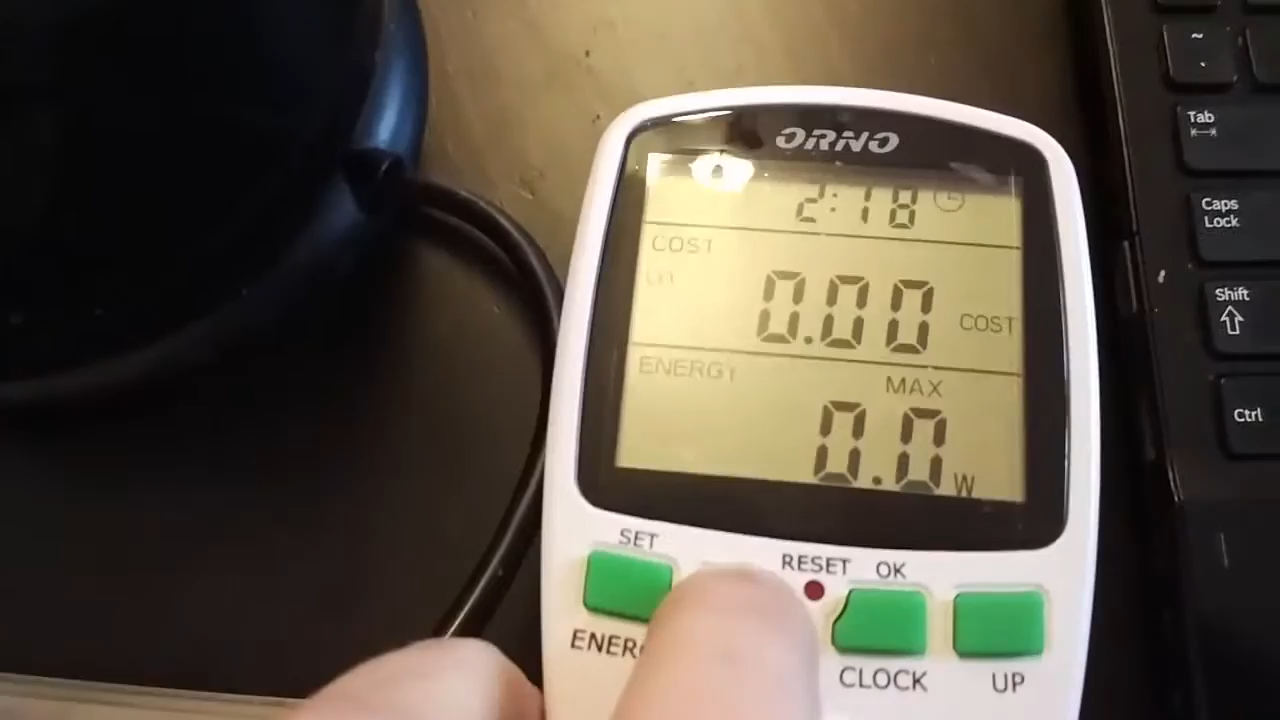 ORNO
2:18
COST
0.00 COST
ENERGY
MAX
0.0 W
SET
RESET OK
CLOCK UP
~
Tab
Caps
Lock
Shift
Ctrl